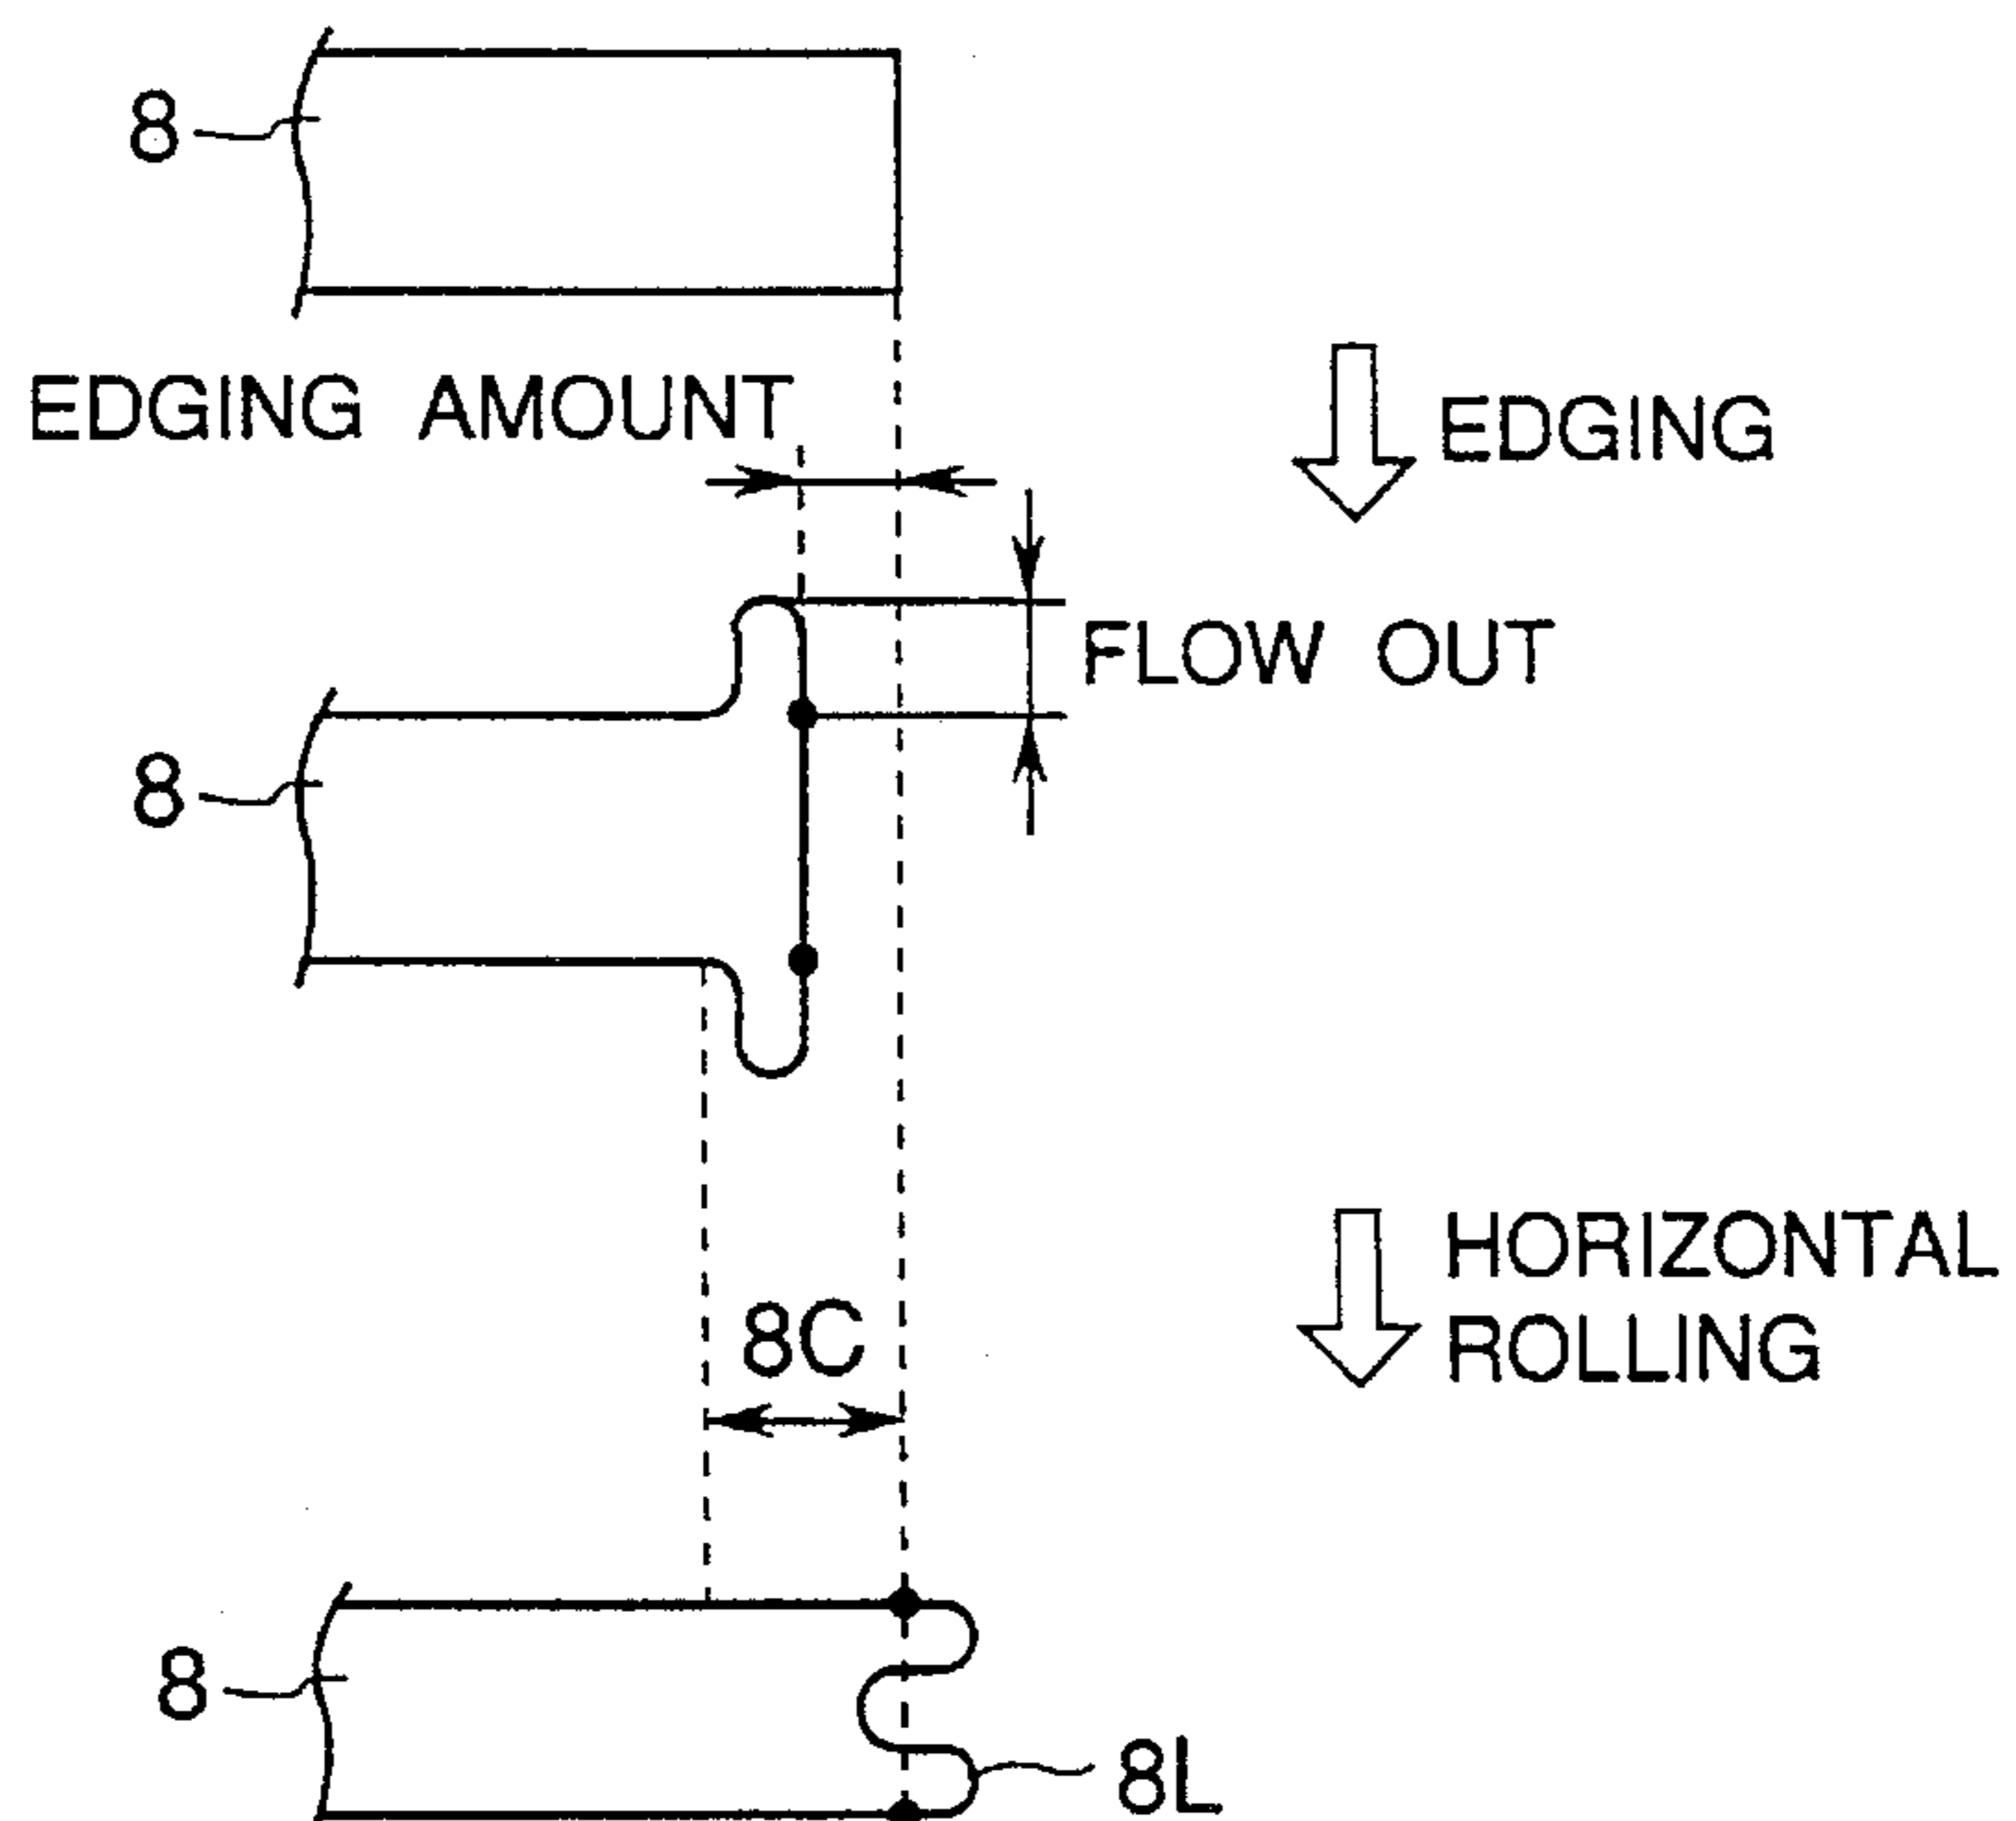 8
EDGING AMOUNT
EDGING
FLOW OUT
8
HORIZONTAL
ROLLING
8C
8
8L